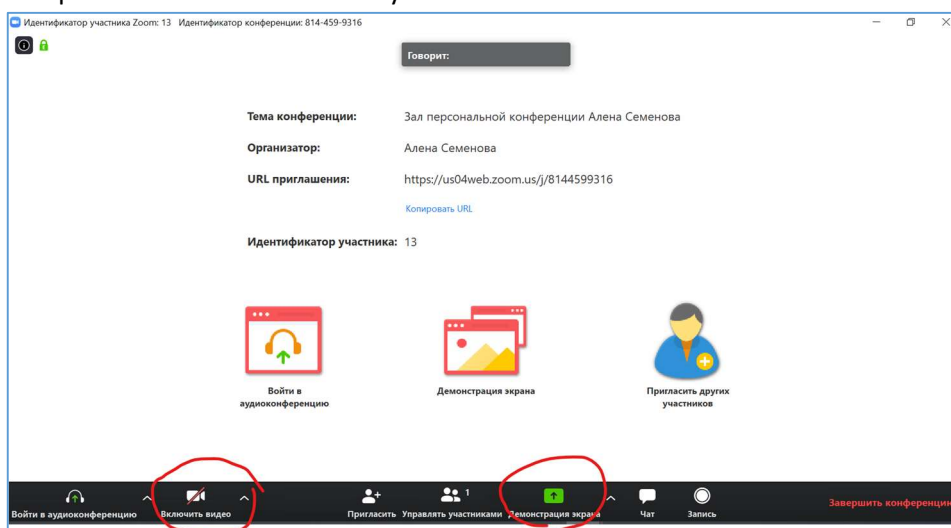 Идентификатор участника Zoom: 13 Идентификатор конференции: 814-459-9316
Говорит:
Тема конференции: Зал персональной конференции Алена Семенова
Организатор: Алена Семенова
URL приглашения: https://us04web.zoom.us/j/8144599316
Копировать URL
Идентификатор участника: 13
Войти в
аудиоконференцию
Демонстрация экрана
Пригласить других
участников
Войти в аудиоконференцию
Включить видео
Пригласить
1
Управлять участниками
Демонстрация экрана
Чат
Запись
Завершить конференцию